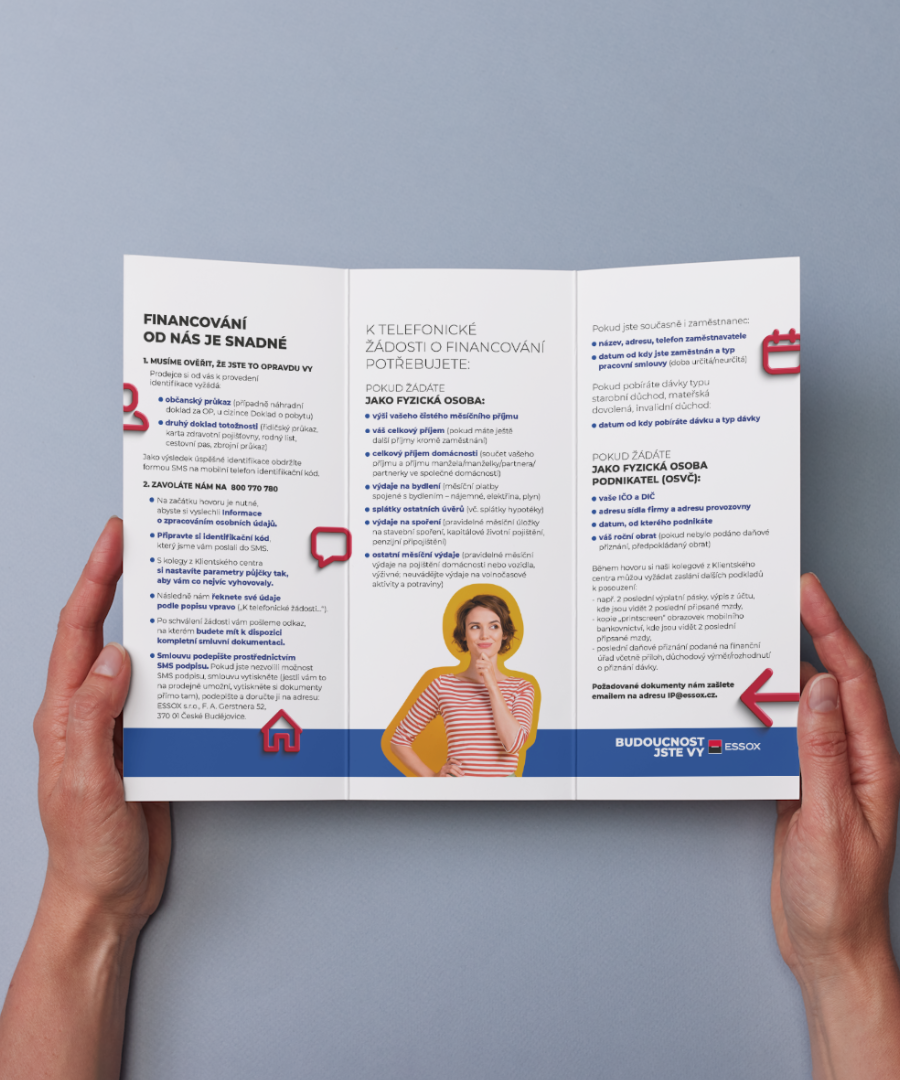 FINANCOVÁNÍ
OD NÁS JE SNADNÉ
1. MUSÍME OVĚŘIT, ŽE JSTE TO OPRAVDU VY
Prodejce si od vás k provedení
identifikace vyžádá:
• občanský průkaz (případně náhradní
doklad za OP, u cizince Doklad o pobytu)
• druhý doklad totožnosti (řidičský průkaz,
karta zdravotní pojišťovny, rodný list,
cestovní pas, zbrojní průkaz)
Jako výsledek úspěšné identifikace obdržíte
formou SMS na mobilní telefon identifikační kód.
2. ZAVOLÁTE NÁM NA 800 770 780
• Na začátku hovoru je nutné,
abyste si vyslechli Informace
o zpracováním osobních údajů.
• Připravte si identifikační kód,
který jsme vám poslali do SMS.
• S kolegy z Klientského centra
si nastavíte parametry půjčky tak,
aby vám co nejvíc vyhovovaly.
• Následně nám řeknete své údaje
podle popisu vpravo („K telefonické žádosti...“).
• Po schválení žádosti vám pošleme odkaz,
na kterém budete mít k dispozici
kompletní smluvní dokumentaci.
• Smlouvu podepište prostřednictvím
SMS podpisu. Pokud jste nezvolili možnost
SMS podpisu, smlouvu vytiskněte (jestli vám to
na prodejně umožní, vytiskněte si dokumenty
přímo tam), podepište a doručte ji na adresu:
ESSOX s.r.o., F. A. Gerstnera 52,
370 01 České Budějovice.
K TELEFONICKÉ
ŽÁDOSTI O FINANCOVÁNÍ
POTŘEBUJETE:
POKUD ŽÁDÁTE
JAKO FYZICKÁ OSOBA:
• výši vašeho čistého měsíčního příjmu
• váš celkový příjem (pokud máte ještě
další příjmy kromě zaměstnání)
• celkový příjem domácnosti (součet vašeho
příjmu a příjmu manžela/manželky/partnera/
partnerky ve společné domácnosti)
• výdaje na bydlení (měsíční platby
spojené s bydlením – nájemné, elektřina, plyn)
• splátky ostatních úvěrů (vč. splátky hypotéky)
• výdaje na spoření (pravidelné měsíční úložky
na stavební spoření, kapitálové životní pojištění,
penzijní připojištění)
• ostatní měsíční výdaje (pravidelné měsíční
výdaje na pojištění domácnosti nebo vozidla,
výživné; neuvádějte výdaje na volnočasové
aktivity a potraviny)
Pokud jste současně i zaměstnanec:
• název, adresu, telefon zaměstnavatele
• datum od kdy jste zaměstnán a typ
pracovní smlouvy (doba určitá/neurčitá)
Pokud pobíráte dávky typu
starobní důchod, mateřská
dovolená, invalidní důchod:
• datum od kdy pobíráte dávku a typ dávky
POKUD ŽÁDÁTE
JAKO FYZICKÁ OSOBA
PODNIKATEL (OSVČ):
• vaše IČO a DIČ
• adresu sídla firmy a adresu provozovny
• datum, od kterého podnikáte
• váš roční obrat (pokud nebylo podáno daňové
přiznání, předpokládaný obrat)
Během hovoru si naši kolegové z Klientského
centra můžou vyžádat zaslání dalších podkladů
k posouzení:
- např. 2 poslední výplatní pásky, výpis z účtu,
kde jsou vidět 2 poslední připsané mzdy,
- kopie „printscreen“ obrazovek mobilního
bankovnictví, kde jsou vidět 2 poslední
připsané mzdy,
- poslední daňové přiznání podané na finanční
úřad včetně příloh, důchodový výměr/rozhodnutí
o přiznání dávky.
Požadované dokumenty nám zašlete
emailem na adresu IP@essox.cz.
BUDOUCNOST
JSTE VY
ESSOX